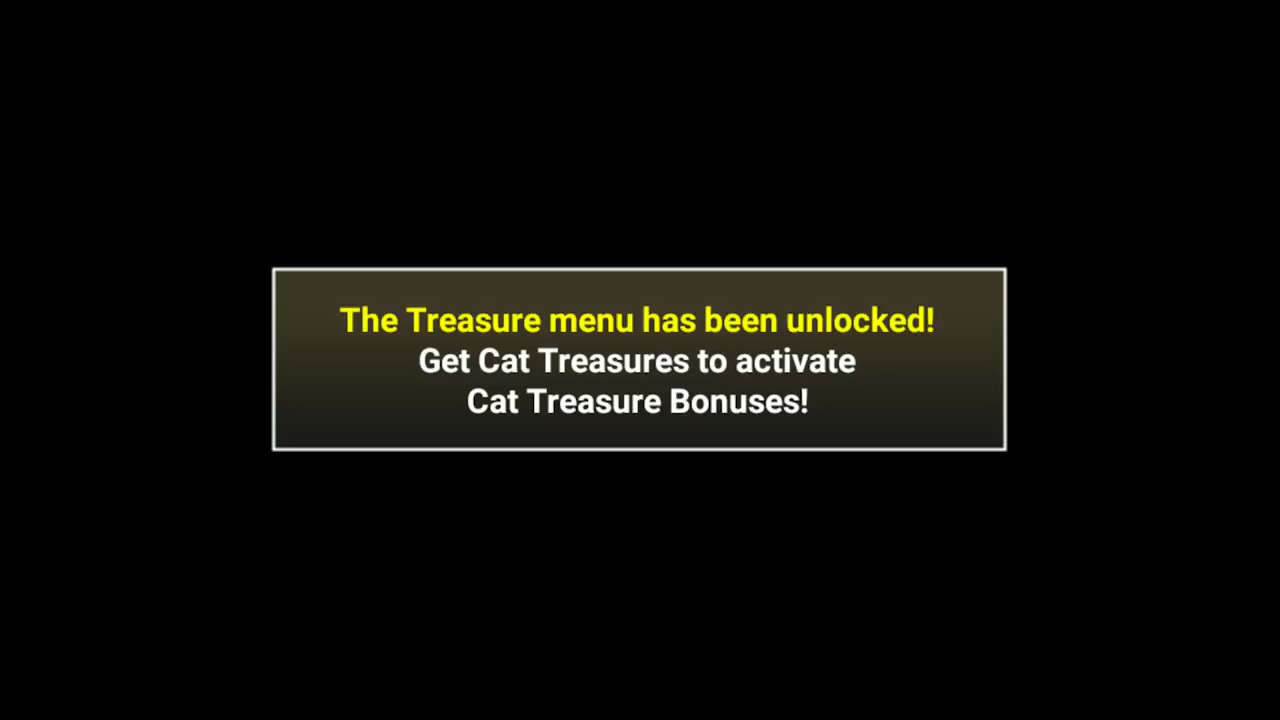 The Treasure menu has been unlocked!
Get Cat Treasures to activate
Cat Treasure Bonuses!